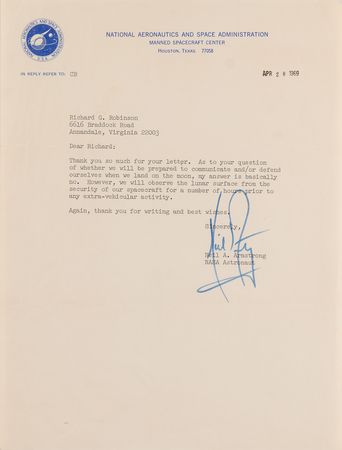 NATIONAL AERONAUTICS AND SPACE ADMINISTRATION
MANNED SPACECRAFT CENTER
HOUSTON, TEXAS 77058
IN REPLY REFER TO: CB
APR 28 1969
Richard G. Robinson
6616 Braddock Road
Annandale, Virginia 22003
Dear Richard:
Thank you so much for your letter. As to your question
of whether we will be prepared to communicate and/or defend
ourselves when we land on the moon, my answer is basically
no. However, we will observe the lunar surface from the
security of our spacecraft for a number of hours prior to
any extra-vehicular activity.
Again, thank you for writing and best wishes.
Sincerely,
Neil A. Armstrong
NASA Astronaut